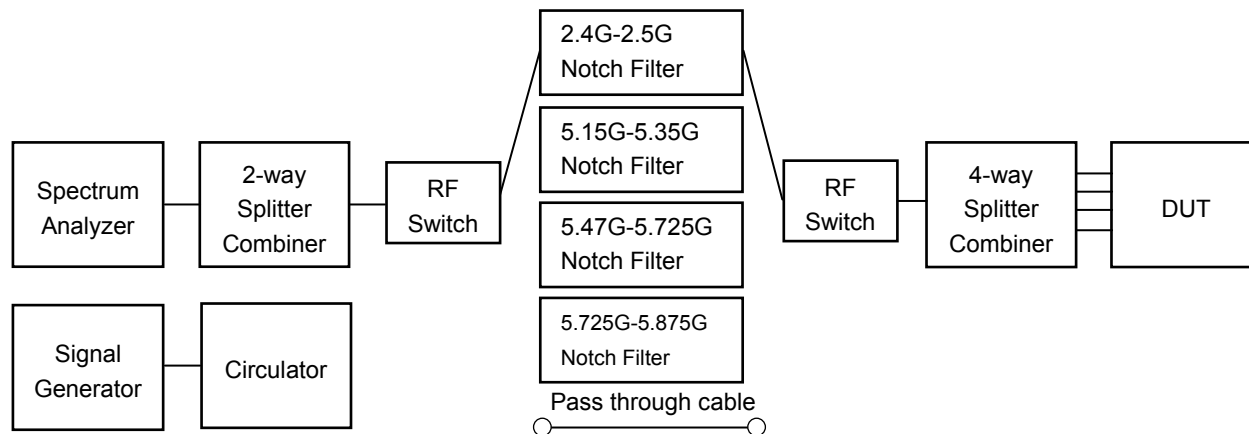 2.4G-2.5G
Notch Filter
5.15G-5.35G
Notch Filter
Spectrum
Analyzer
2-way
Splitter
Combiner
RF
Switch
RF
Switch
4-way
Splitter
Combiner
DUT
5.47G-5.725G
Notch Filter
Signal
Generator
Circulator
5.725G-5.875G
Notch Filter
Pass through cable